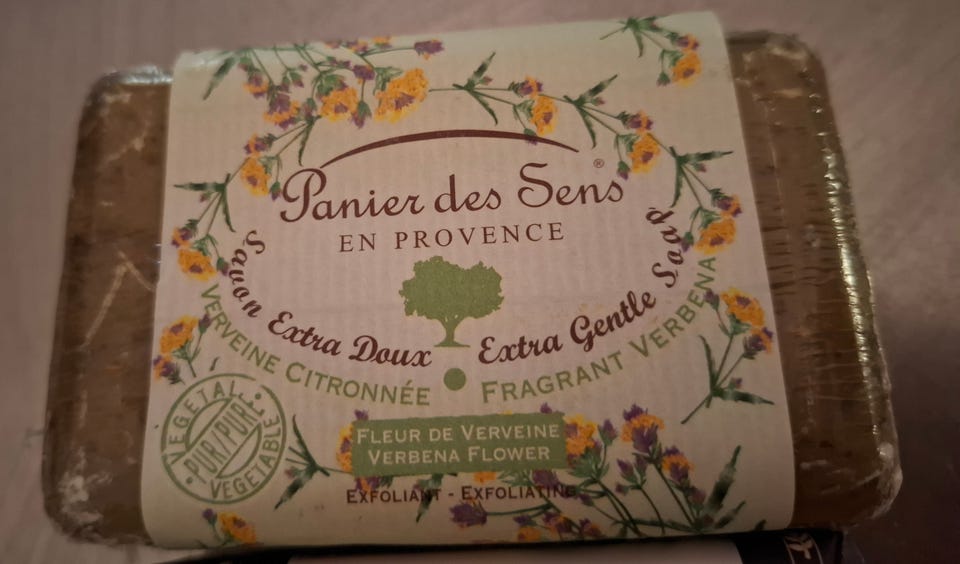 Panier des Sens®
EN PROVENCE
Savon Extra Doux
Extra Gentle Soap
VERVEINE CITRONNÉE
FRAGRANT VERBENA
VEGETAL
PUR/PURE
VEGETABLE
FLEUR DE VERVEINE
VERBENA FLOWER
EXFOLIANT - EXFOLIATING